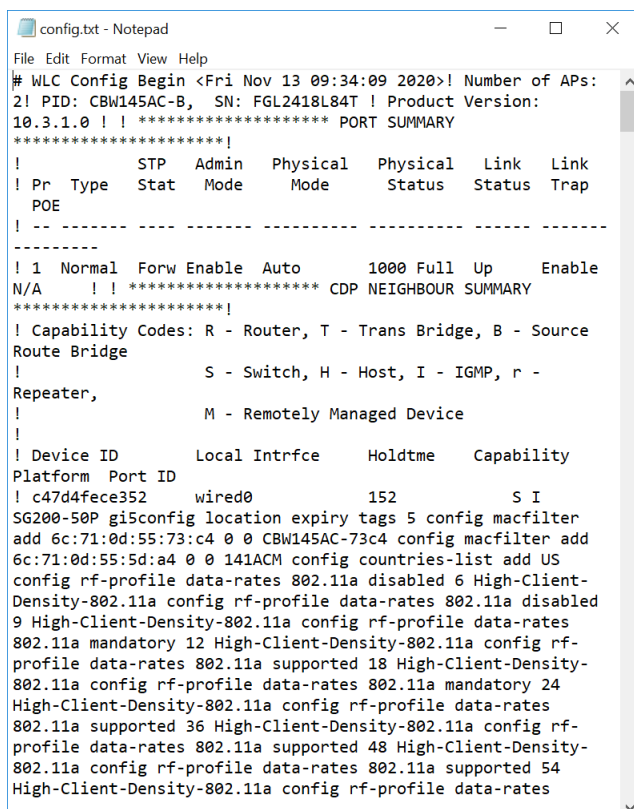 config.txt - Notepad
File Edit Format View Help
# WLC Config Begin <Fri Nov 13 09:34:09 2020>! Number of APs:
2! PID: CBW145AC-B,  SN: FGL2418L84T ! Product Version:
10.3.1.0 ! ! ******************** PORT SUMMARY
***********************!
!            STP   Admin   Physical   Physical   Link   Link
! Pr  Type   Stat   Mode     Mode      Status   Status  Trap
  POE
! -- ------- ---- ------- ---------- ---------- ------ -------
---------
! 1  Normal  Forw Enable  Auto       1000 Full  Up     Enable
N/A     ! ! ******************** CDP NEIGHBOUR SUMMARY
***********************!
! Capability Codes: R - Router, T - Trans Bridge, B - Source
Route Bridge
!                   S - Switch, H - Host, I - IGMP, r -
Repeater,
!                   M - Remotely Managed Device
!
! Device ID        Local Intrfce     Holdtme    Capability
Platform  Port ID
! c47d4fece352     wired0            152            S I
SG200-50P gi5config location expiry tags 5 config macfilter
add 6c:71:0d:55:73:c4 0 0 CBW145AC-73c4 config macfilter add
6c:71:0d:55:5d:a4 0 0 141ACM config countries-list add US
config rf-profile data-rates 802.11a disabled 6 High-Client-
Density-802.11a config rf-profile data-rates 802.11a disabled
9 High-Client-Density-802.11a config rf-profile data-rates
802.11a mandatory 12 High-Client-Density-802.11a config rf-
profile data-rates 802.11a supported 18 High-Client-Density-
802.11a config rf-profile data-rates 802.11a mandatory 24
High-Client-Density-802.11a config rf-profile data-rates
802.11a supported 36 High-Client-Density-802.11a config rf-
profile data-rates 802.11a supported 48 High-Client-Density-
802.11a config rf-profile data-rates 802.11a supported 54
High-Client-Density-802.11a config rf-profile data-rates